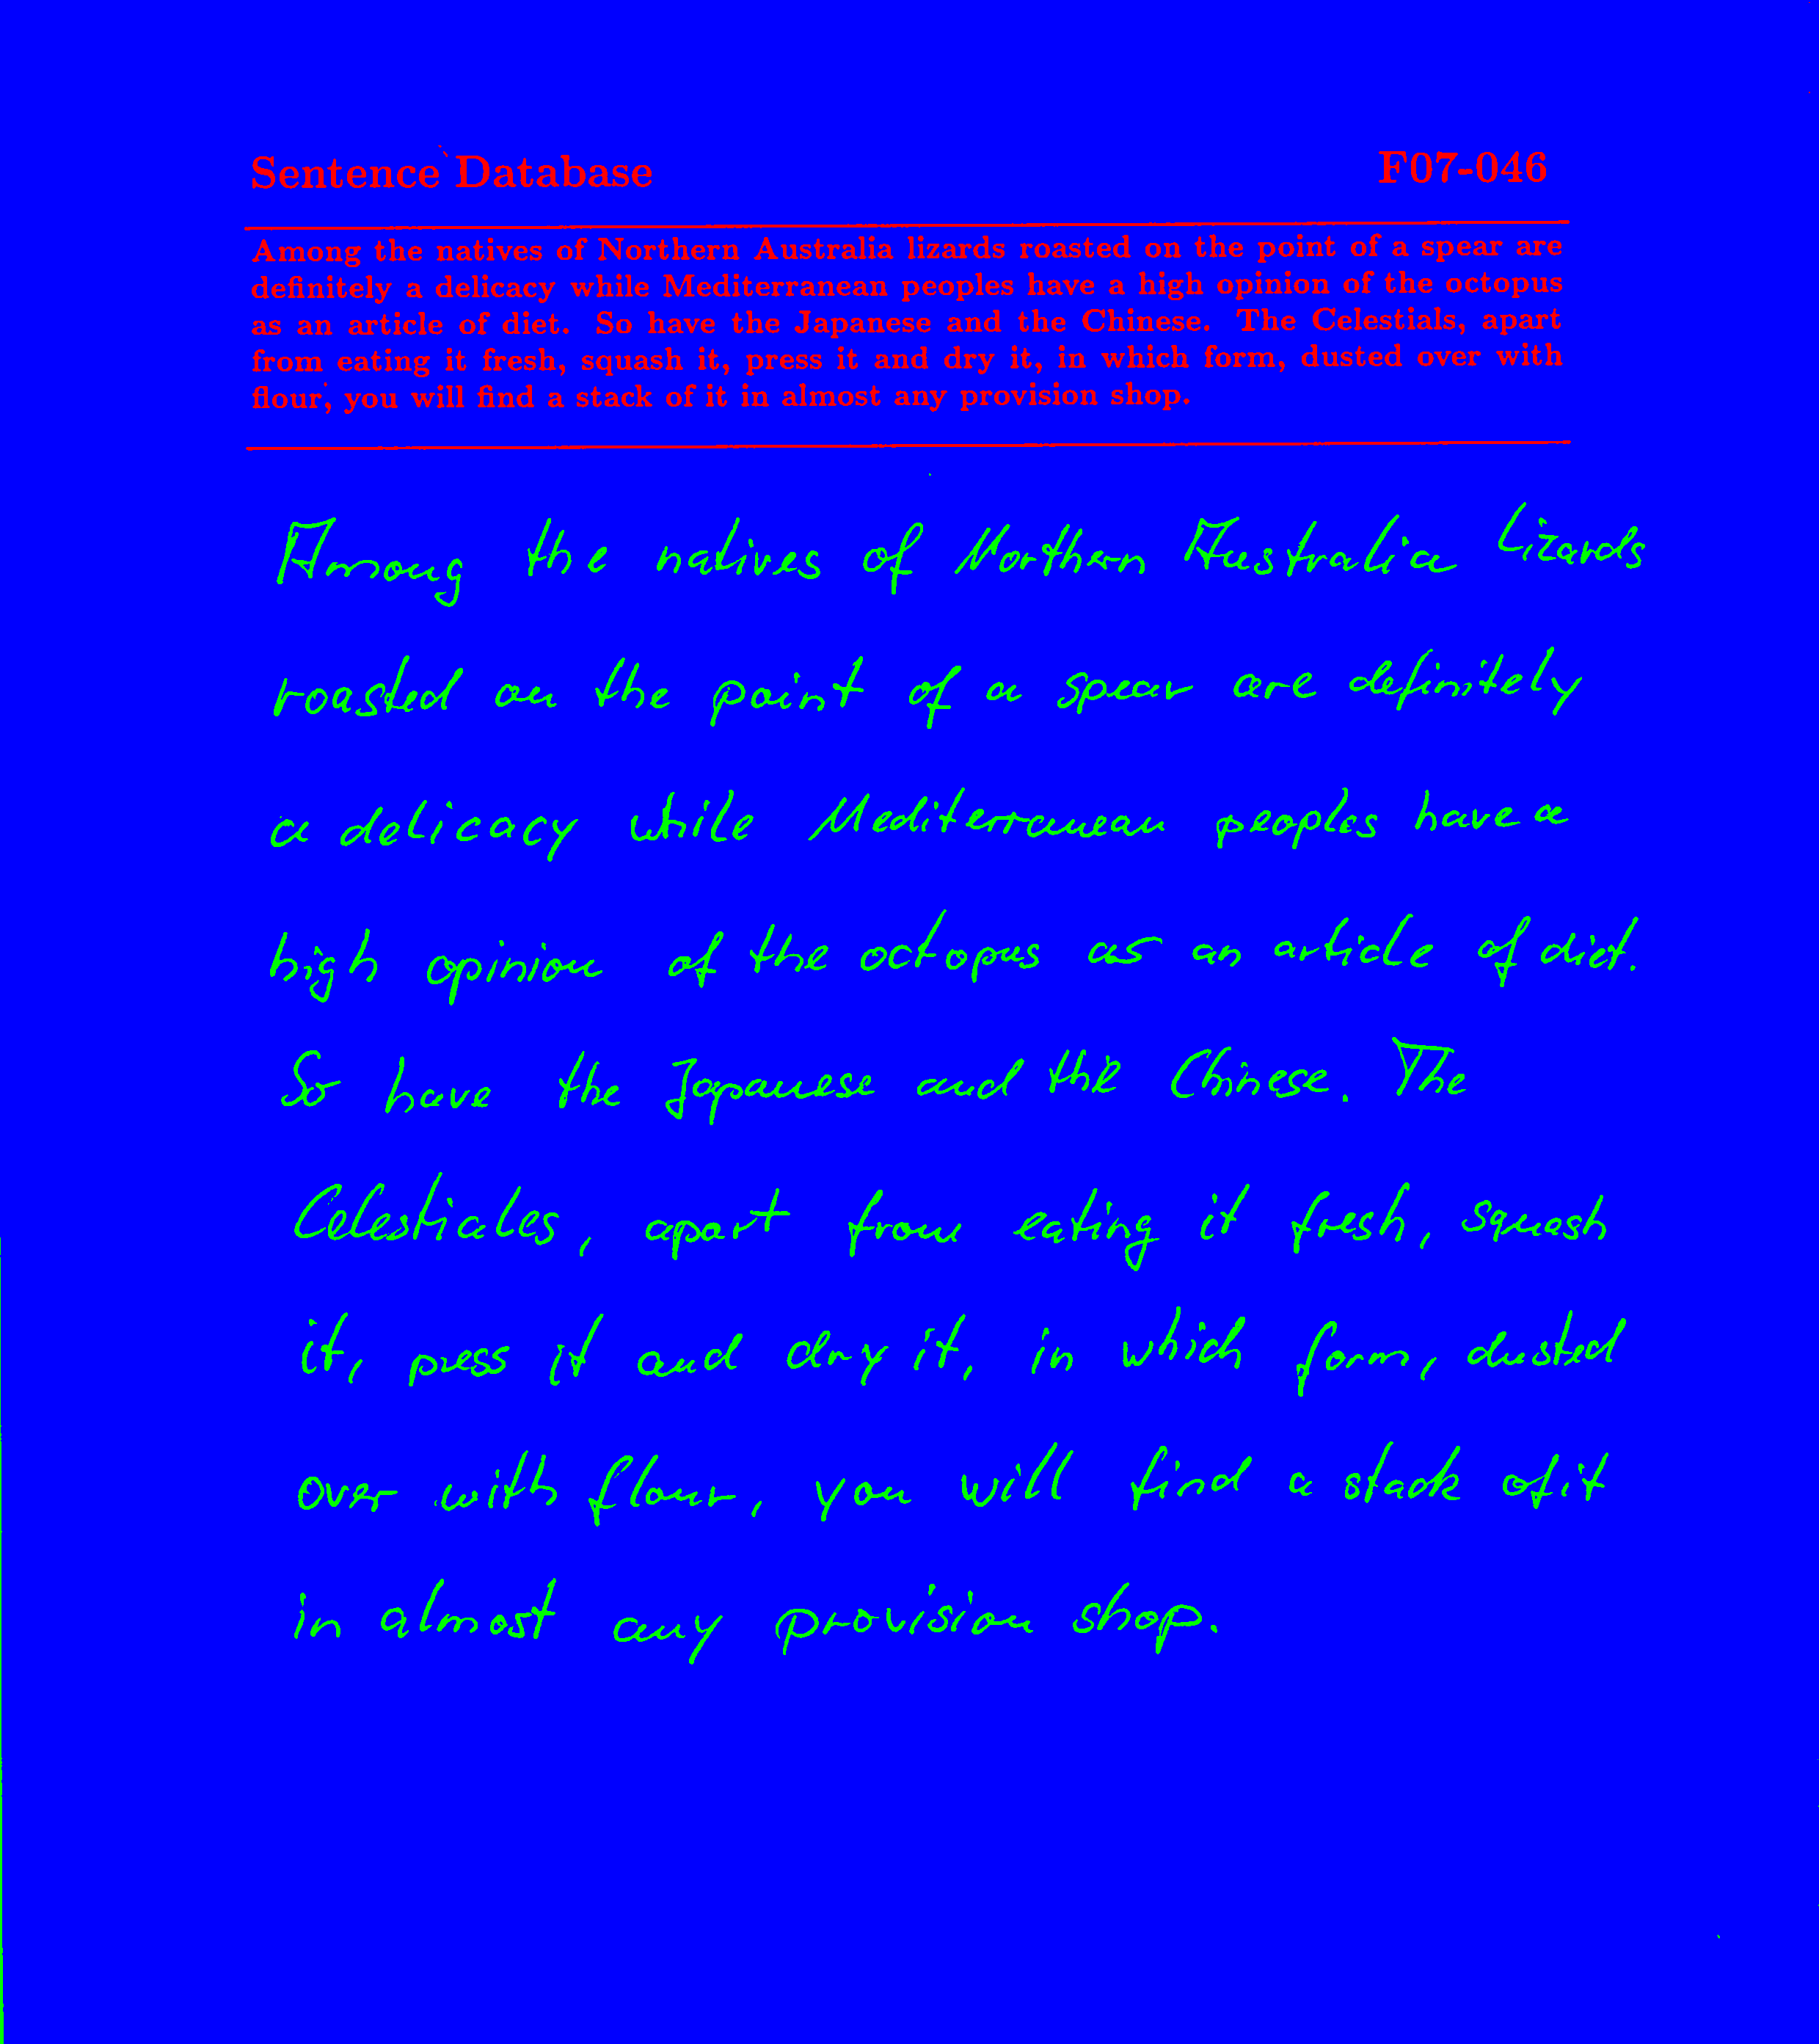 Sentence Database F07-046
Among the natives of Northern Australia lizards roasted on the point of a spear are
definitely a delicacy while Mediterranean peoples have a high opinion of the octopus
as an article of diet. So have the Japanese and the Chinese. The Celestials, apart
from eating it fresh, squash it, press it and dry it, in which form, dusted over with
flour, you will find a stack of it in almost any provision shop.
Among the natives of Northern Australia Lizards
roasted on the point of a spear are definitely
a delicacy while Mediterranean peoples have a
high opinion of the octopus as an article of diet.
So have the Japanese and the Chinese. The
Celestiales, apart from eating it fresh, squash
it, press it and dry it, in which form, dusted
over with flour, you will find a stack of it
in almost any provision shop.